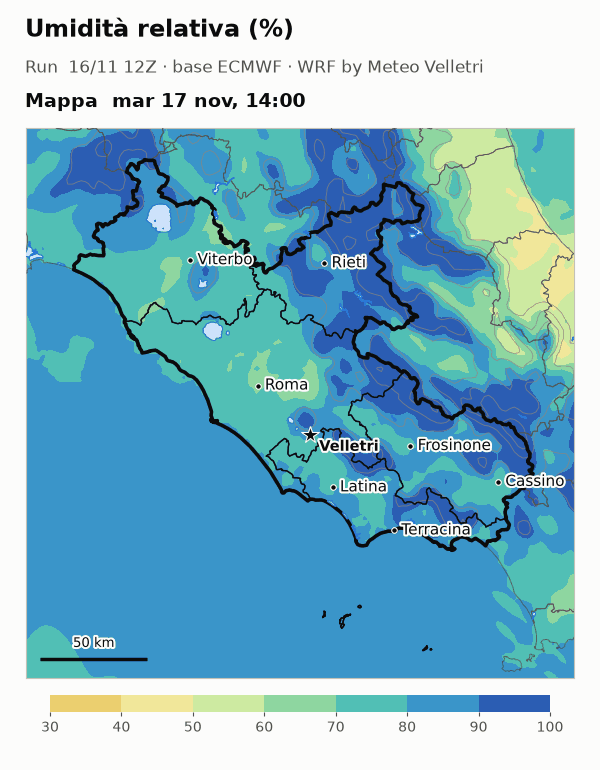 Umidità relativa (%)
Run 16/11 12Z · base ECMWF · WRF by Meteo Velletri
Mappa mar 17 nov, 14:00
Viterbo
Rieti
Roma
Velletri
Frosinone
Cassino
Latina
Terracina
50 km
30 40 50 60 70 80 90 100